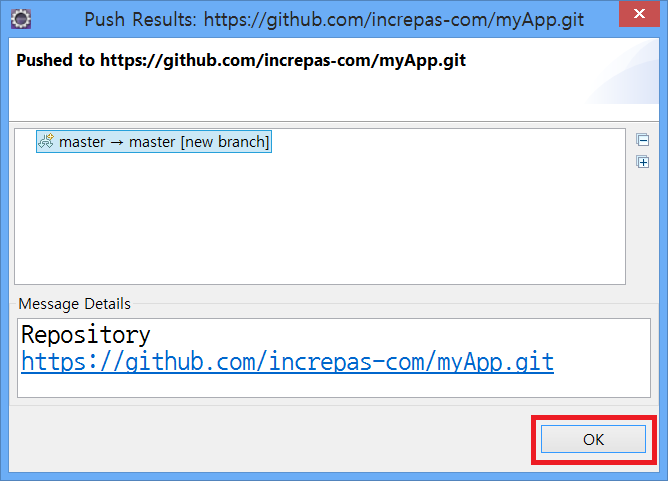 Push Results: https://github.com/increpas-com/myApp.git
Pushed to https://github.com/increpas-com/myApp.git
master → master [new branch]
Message Details
Repository
https://github.com/increpas-com/myApp.git
OK